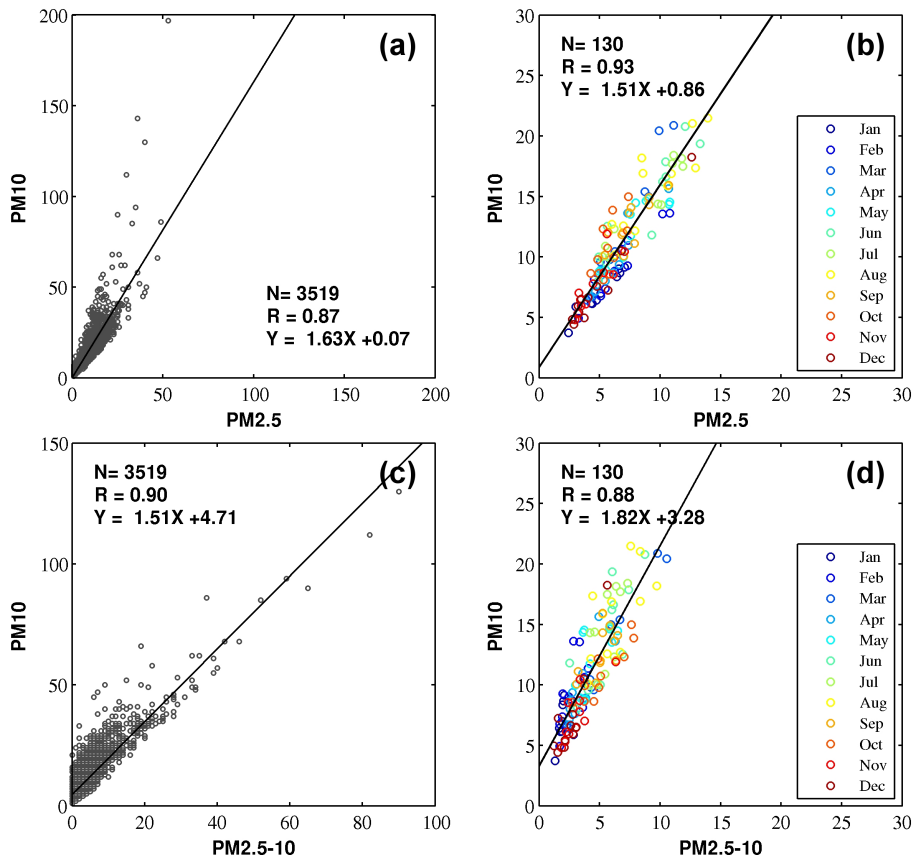 (a)
N= 3519
R = 0.87
Y = 1.63X +0.07
PM10
200
150
100
50
0
0 50 100 150 200
PM2.5
(b)
N= 130
R = 0.93
Y = 1.51X +0.86
PM10
30
25
20
15
10
5
0
0 5 10 15 20 25 30
PM2.5
Jan
Feb
Mar
Apr
May
Jun
Jul
Aug
Sep
Oct
Nov
Dec
(c)
N= 3519
R = 0.90
Y = 1.51X +4.71
PM10
150
100
50
0
0 20 40 60 80 100
PM2.5-10
(d)
N= 130
R = 0.88
Y = 1.82X +3.28
PM10
30
25
20
15
10
5
0
0 5 10 15 20 25 30
PM2.5-10
Jan
Feb
Mar
Apr
May
Jun
Jul
Aug
Sep
Oct
Nov
Dec